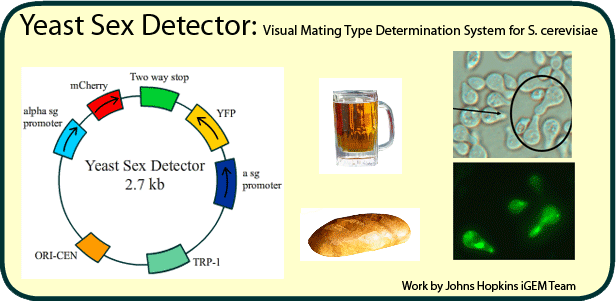 Yeast Sex Detector: Visual Mating Type Determination System for S. cerevisiae
mCherry
Two way stop
alpha sg
promoter
YFP
Yeast Sex Detector
2.7 kb
a sg
promoter
ORI-CEN
TRP-1
Work by Johns Hopkins iGEM Team